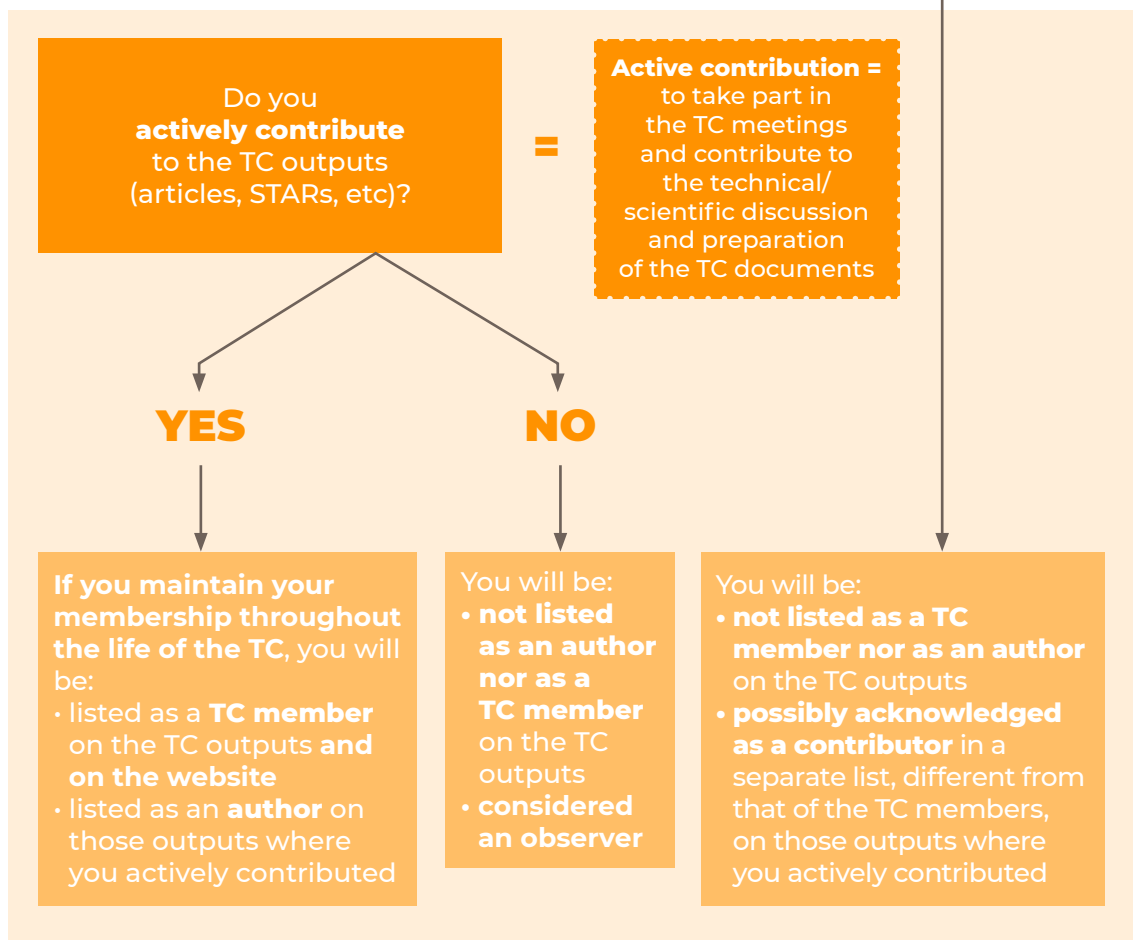 Do you
actively contribute
to the TC outputs
(articles, STARs, etc)?
=
Active contribution =
to take part in
the TC meetings
and contribute to
the technical/
scientific discussion
and preparation
of the TC documents
YES
NO
If you maintain your
membership throughout
the life of the TC, you will
be:
• listed as a TC member
on the TC outputs and
on the website
• listed as an author on
those outputs where
you actively contributed
You will be:
• not listed
as an author
nor as a
TC member
on the TC
outputs
• considered
an observer
You will be:
• not listed as a TC
member nor as an author
on the TC outputs
• possibly acknowledged
as a contributor in a
separate list, different from
that of the TC members,
on those outputs where
you actively contributed